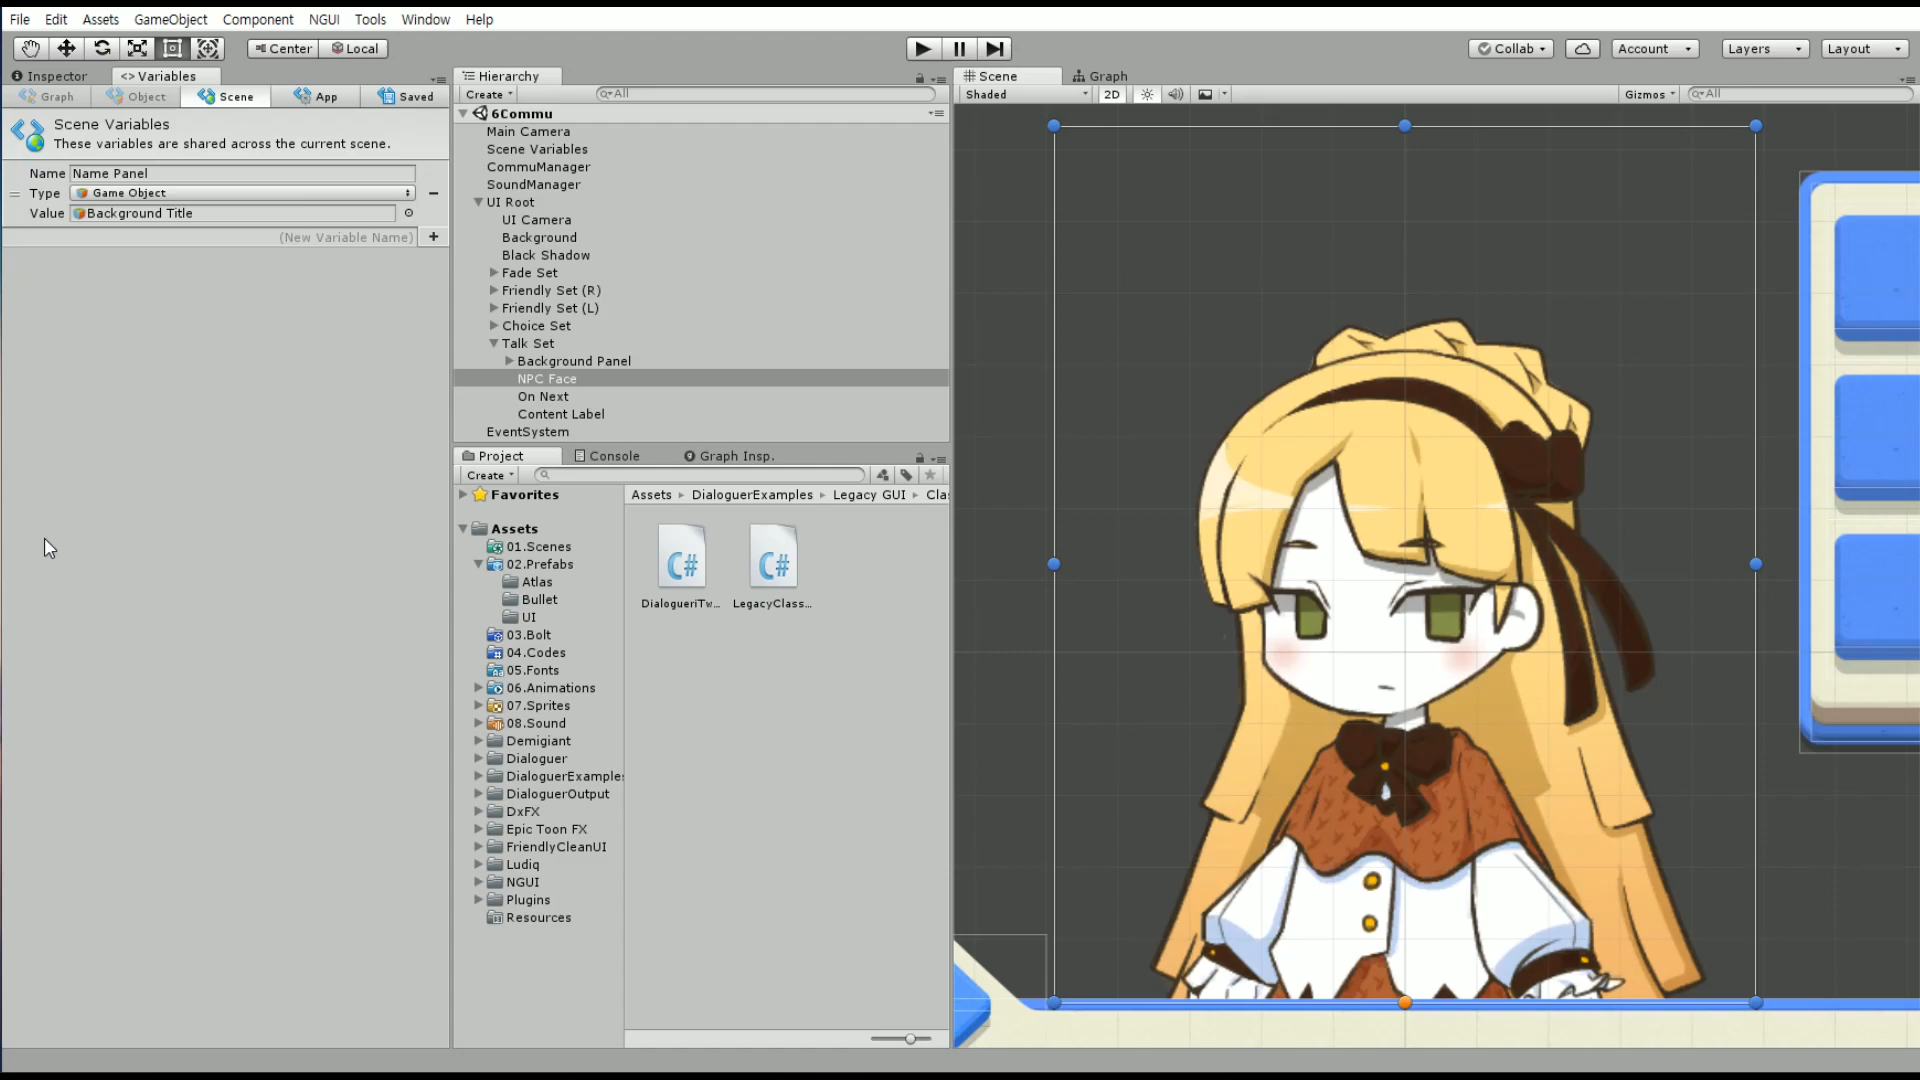 File Edit Assets GameObject Component NGUI Tools Window Help
Center Local Collab Account Layers Layout
Inspector <> Variables
Graph Object Scene App Saved
Scene Variables
These variables are shared across the current scene.
Name Name Panel
Type Game Object
Value Background Title
(New Variable Name)
Hierarchy
Create All
6Commu
Main Camera
Scene Variables
CommuManager
SoundManager
UI Root
UI Camera
Background
Black Shadow
Fade Set
Friendly Set (R)
Friendly Set (L)
Choice Set
Talk Set
Background Panel
NPC Face
On Next
Content Label
EventSystem
Project Console Graph Insp.
Create
Favorites
Assets
01.Scenes
02.Prefabs
Atlas
Bullet
UI
03.Bolt
04.Codes
05.Fonts
06.Animations
07.Sprites
08.Sound
Demigiant
Dialoguer
DialoguerExamples
DialoguerOutput
DxFX
Epic Toon FX
FriendlyCleanUI
Ludiq
NGUI
Plugins
Resources
Assets DialoguerExamples Legacy GUI Cla
C# C#
DialogueriTw... LegacyClass...
Scene Graph
Shaded 2D Gizmos All